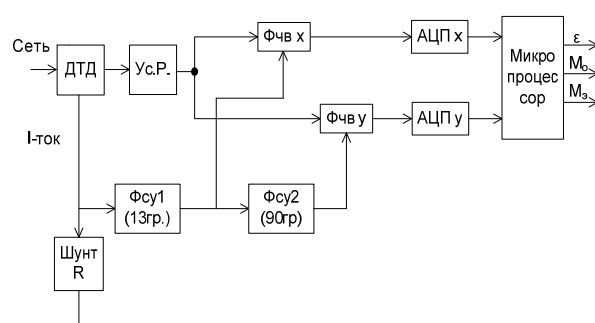 Сеть
ДТД
Ус.Р.
Фчв х
АЦП х
Микро
процес
сор
ε
Мо
Мэ
I-ток
Фчв у
АЦП у
Фсу1
(13гр.)
Фсу2
(90гр)
Шунт
R